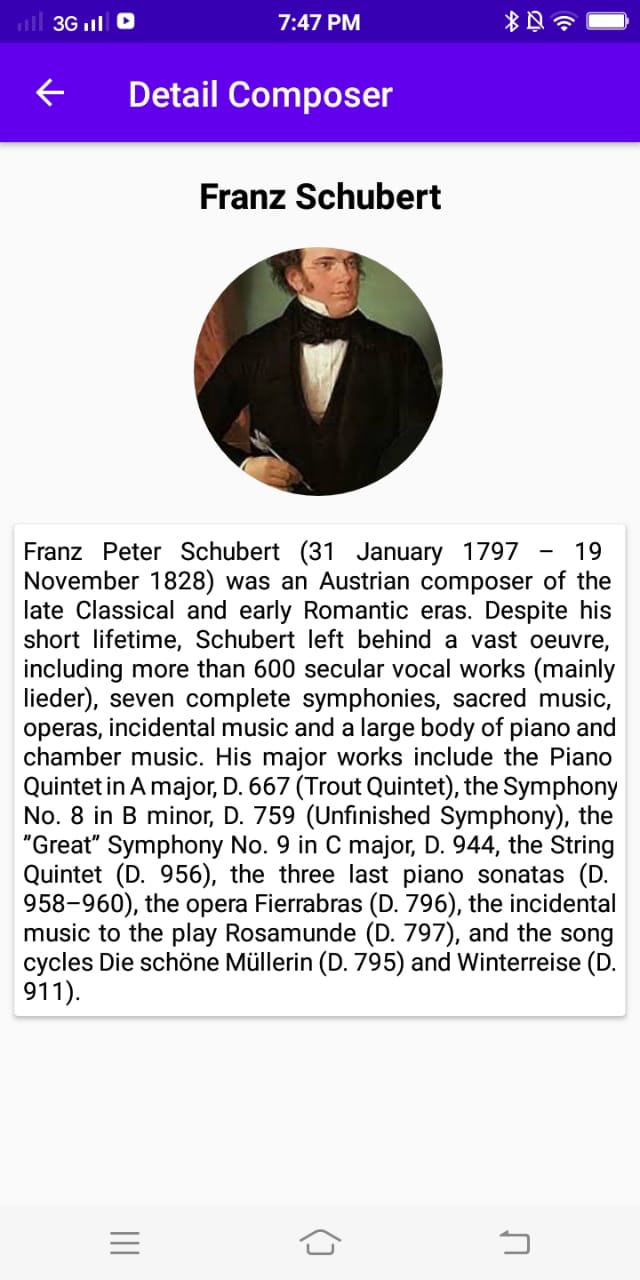 3G 7:47 PM
Detail Composer
Franz Schubert
Franz Peter Schubert (31 January 1797 – 19
November 1828) was an Austrian composer of the
late Classical and early Romantic eras. Despite his
short lifetime, Schubert left behind a vast oeuvre,
including more than 600 secular vocal works (mainly
lieder), seven complete symphonies, sacred music,
operas, incidental music and a large body of piano and
chamber music. His major works include the Piano
Quintet in A major, D. 667 (Trout Quintet), the Symphony
No. 8 in B minor, D. 759 (Unfinished Symphony), the
”Great” Symphony No. 9 in C major, D. 944, the String
Quintet (D. 956), the three last piano sonatas (D.
958–960), the opera Fierrabras (D. 796), the incidental
music to the play Rosamunde (D. 797), and the song
cycles Die schöne Müllerin (D. 795) and Winterreise (D.
911).